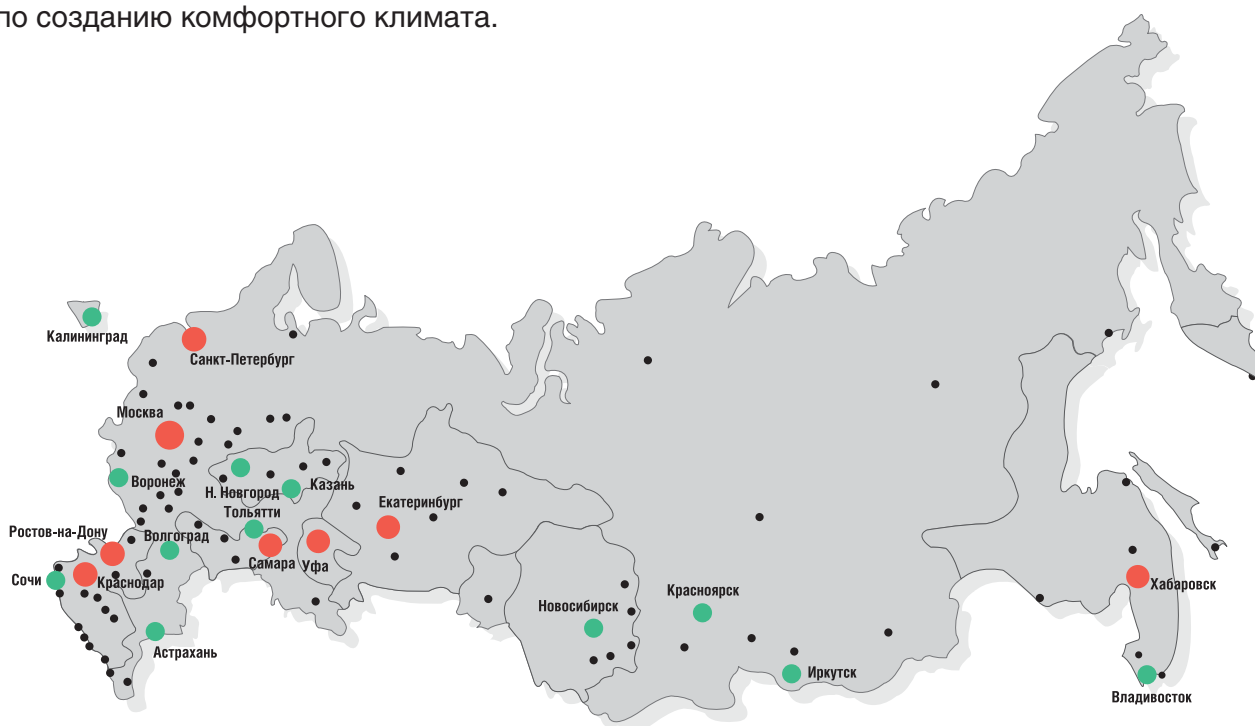 по созданию комфортного климата.
Калининград
Санкт-Петербург
Москва
Воронеж
Н. Новгород
Казань
Тольятти
Екатеринбург
Ростов-на-Дону
Волгоград
Самара
Уфа
Сочи
Краснодар
Астрахань
Новосибирск
Красноярск
Иркутск
Хабаровск
Владивосток